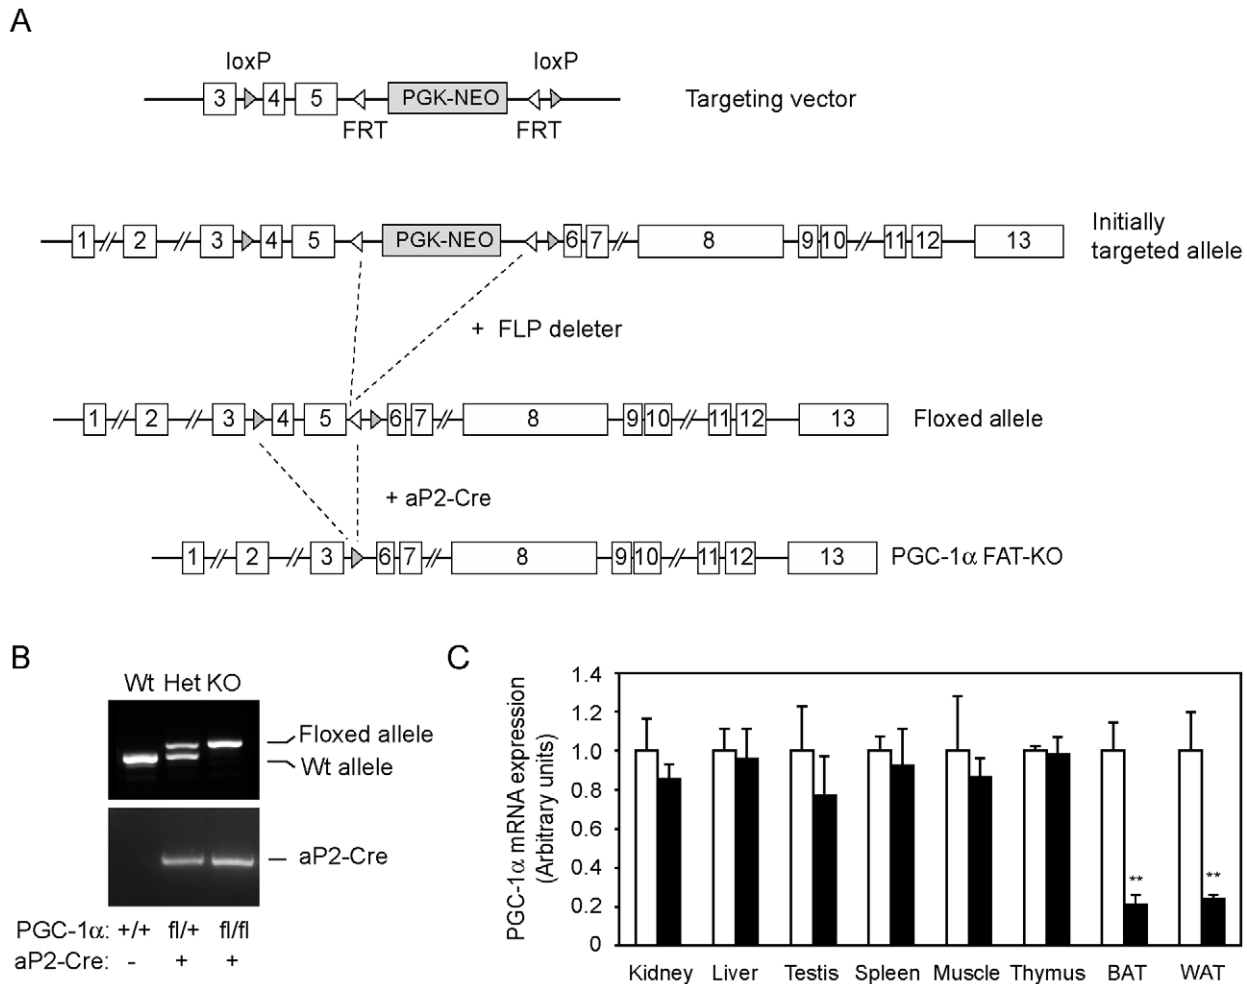 A
loxP loxP
3 4 5 PGK-NEO Targeting vector
FRT FRT
1 2 3 4 5 PGK-NEO 6 7 8 9 10 11 12 13
Initially
targeted allele
+ FLP deleter
1 2 3 4 5 6 7 8 9 10 11 12 13 Floxed allele
+ aP2-Cre
1 2 3 6 7 8 9 10 11 12 13 PGC-1α FAT-KO
B
Wt Het KO
Floxed allele
Wt allele
aP2-Cre
PGC-1α: +/+ fl/+ fl/fl
aP2-Cre: - + +
C
PGC-1α mRNA expression
(Arbitrary units)
1.4
1.2
1.0
0.8
0.6
0.4
0.2
0
** **
Kidney Liver Testis Spleen Muscle Thymus BAT WAT